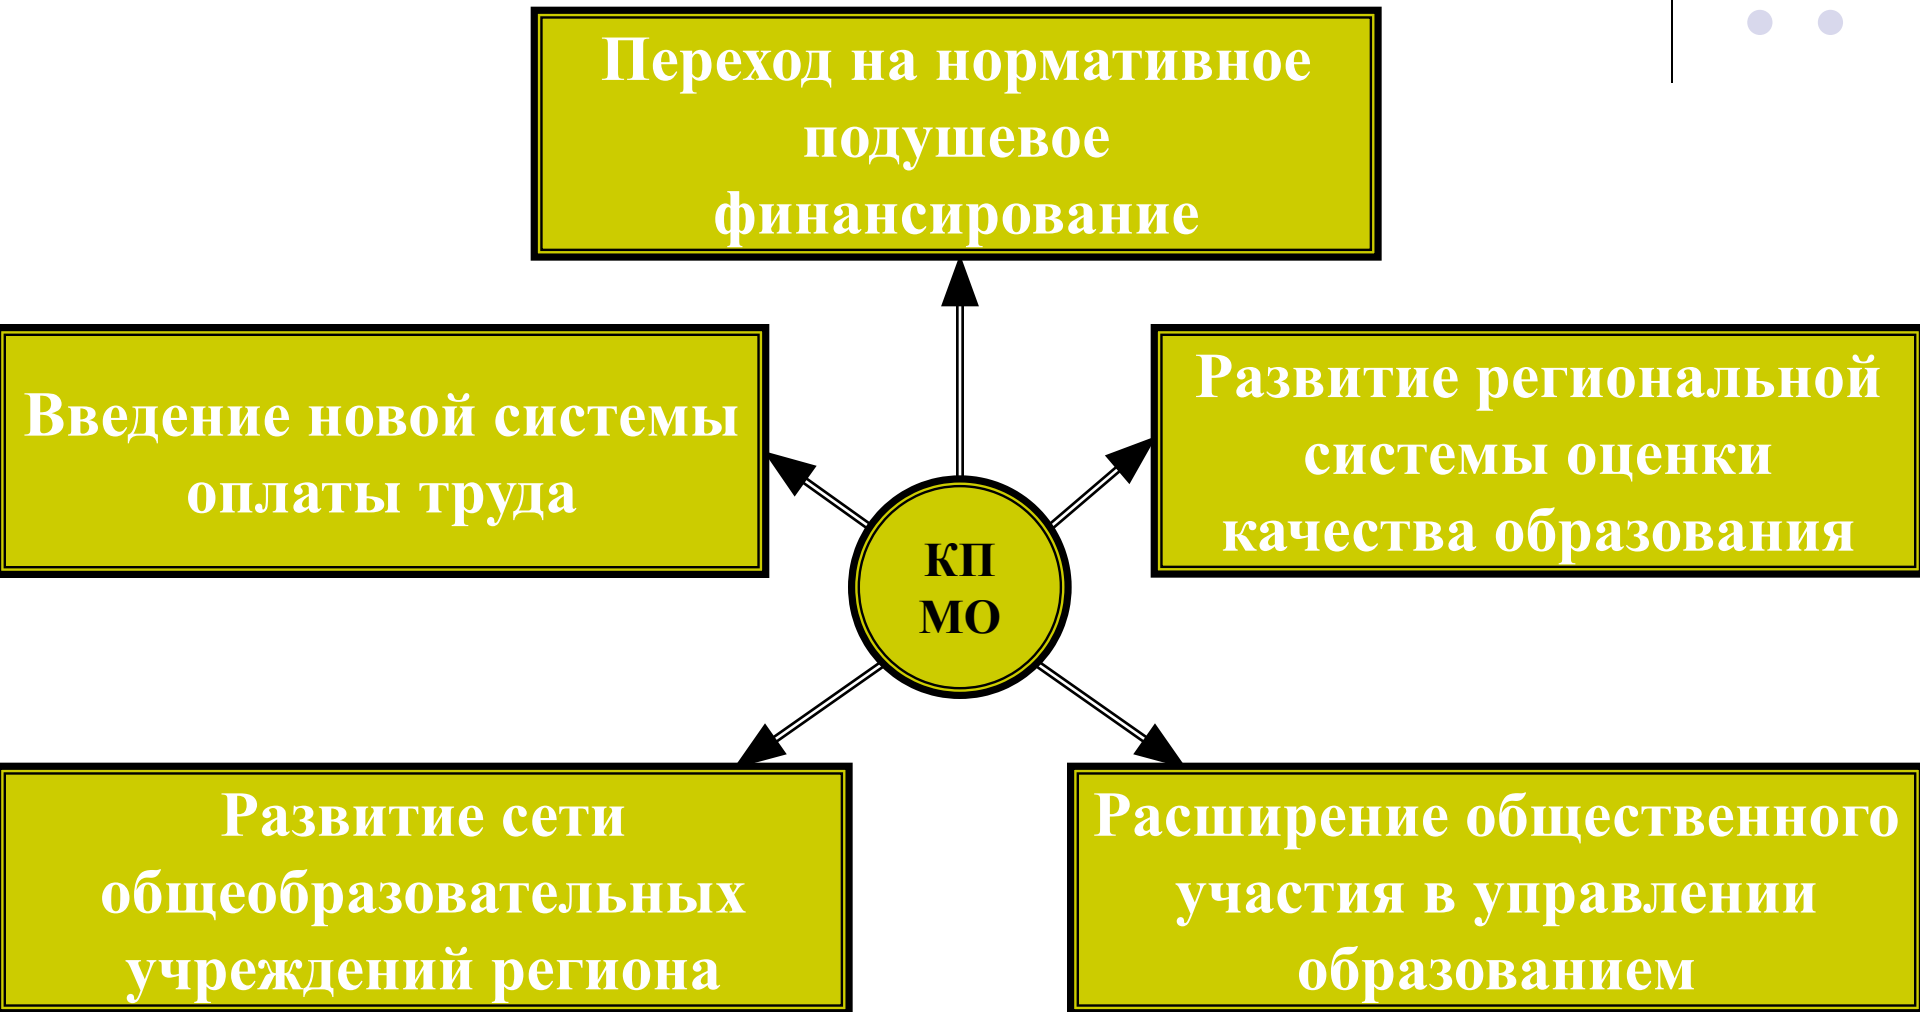 Переход на нормативное
подушевое
финансирование
Введение новой системы
оплаты труда
Развитие региональной
системы оценки
качества образования
КП
МО
Развитие сети
общеобразовательных
учреждений региона
Расширение общественного
участия в управлении
образованием